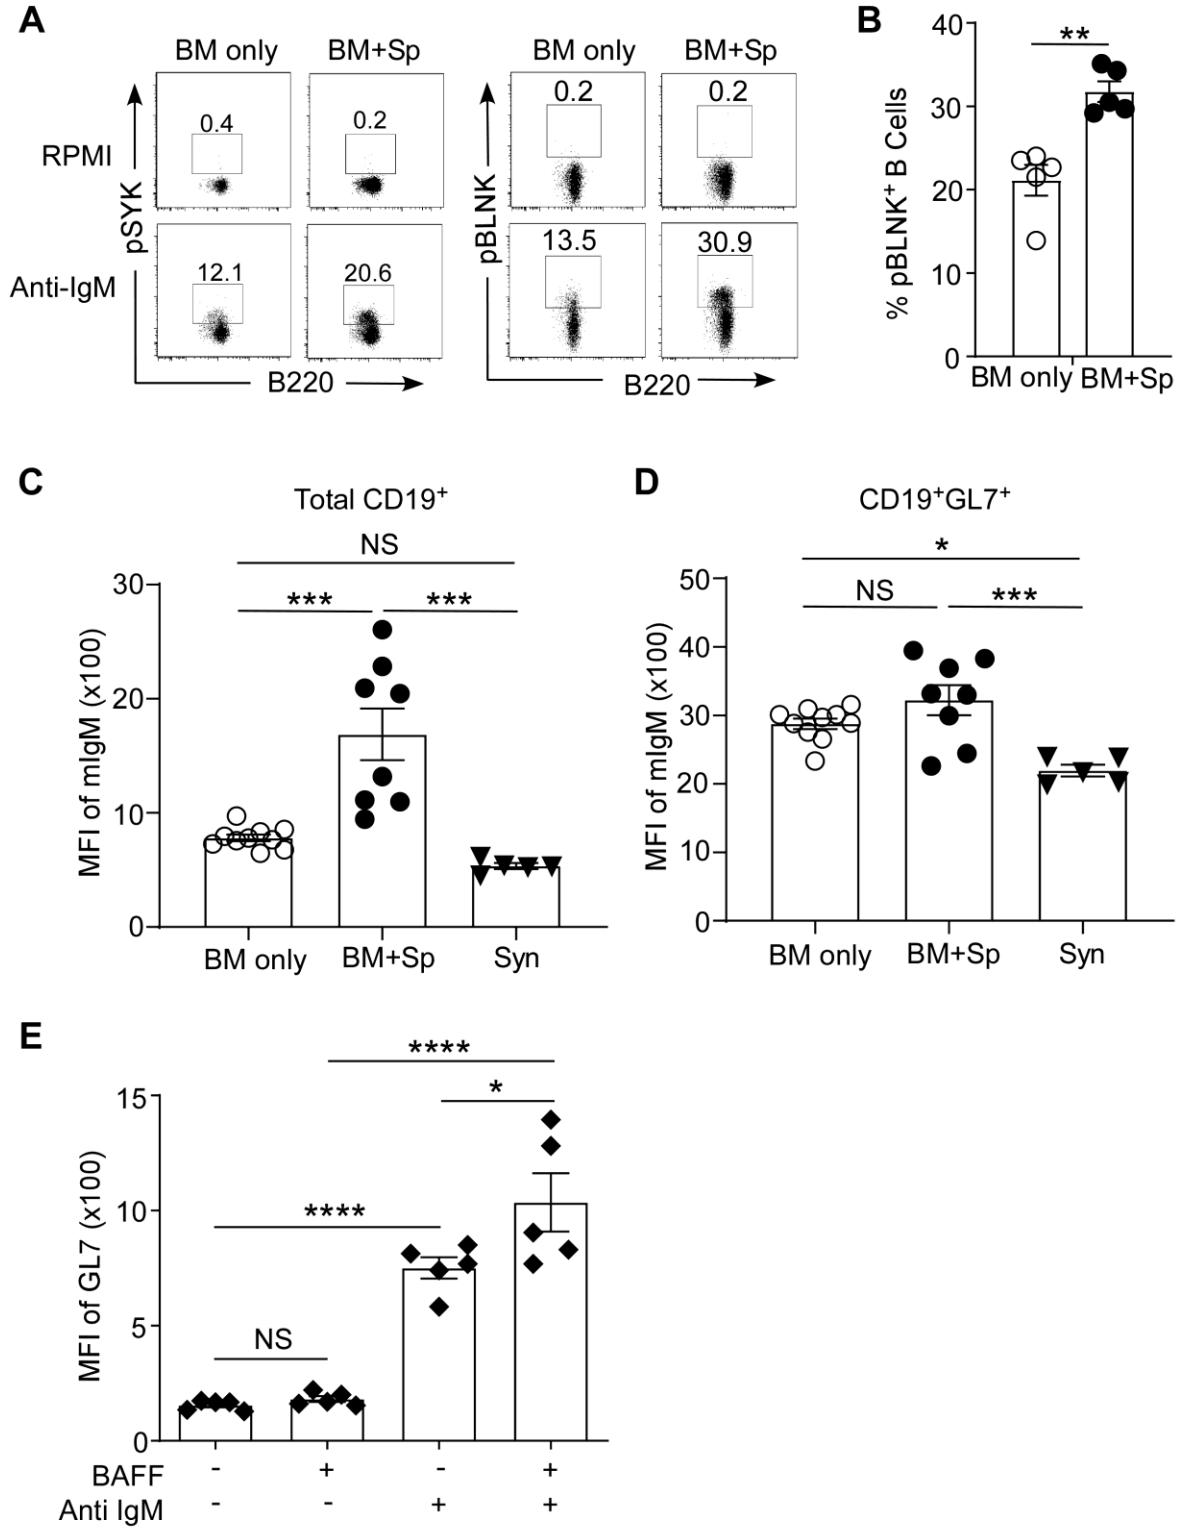 A
BM only BM+Sp BM only BM+Sp
0.4 0.2 0.2 0.2
RPMI
pSYK pBLNK
Anti-IgM
12.1 20.6 13.5 30.9
B220 B220
B
% pBLNK+ B Cells
40
**
30
20
10
0
BM only BM+Sp
C
Total CD19+
NS
*** ***
MFI of mIgM (x100)
30
20
10
0
BM only BM+Sp Syn
D
CD19+GL7+
*
NS ***
MFI of mIgM (x100)
50
40
30
20
10
0
BM only BM+Sp Syn
E
****
*
****
NS
MFI of GL7 (x100)
15
10
5
0
BAFF - + - +
Anti IgM - - + +